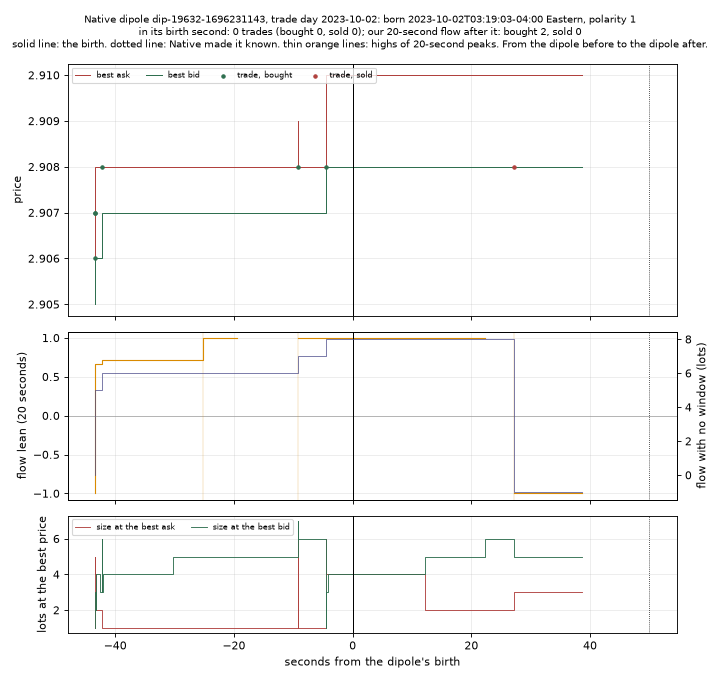 Native dipole dip-19632-1696231143, trade day 2023-10-02: born 2023-10-02T03:19:03-04:00 Eastern, polarity 1
in its birth second: 0 trades (bought 0, sold 0); our 20-second flow after it: bought 2, sold 0
solid line: the birth. dotted line: Native made it known. thin orange lines: highs of 20-second peaks. From the dipole before to the dipole after.
best ask best bid trade, bought trade, sold
2.910
2.909
2.908
2.907
2.906
2.905
price
1.0
0.5
0.0
−0.5
−1.0
flow lean (20 seconds)
8
6
4
2
0
flow with no window (lots)
size at the best ask size at the best bid
6
4
2
lots at the best price
−40 −20 0 20 40
seconds from the dipole's birth